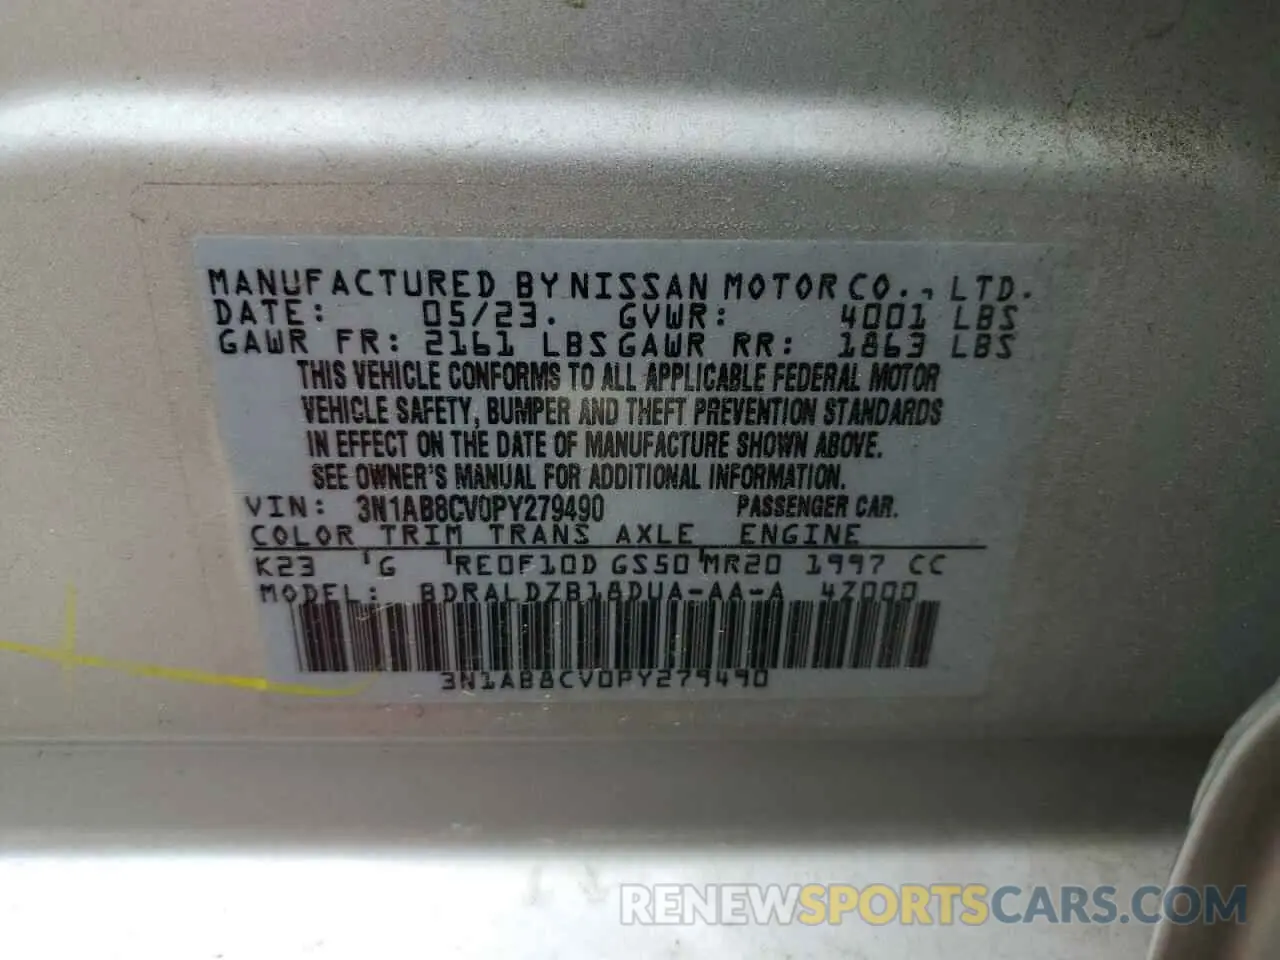 MANUFACTURED BY NISSAN MOTOR CO., LTD.
DATE: 05/23. GVWR: 4001 LBS
GAWR FR: 2161 LBS GAWR RR: 1863 LBS
THIS VEHICLE CONFORMS TO ALL APPLICABLE FEDERAL MOTOR
VEHICLE SAFETY, BUMPER AND THEFT PREVENTION STANDARDS
IN EFFECT ON THE DATE OF MANUFACTURE SHOWN ABOVE.
SEE OWNER'S MANUAL FOR ADDITIONAL INFORMATION.
VIN: 3N1AB8CV0PY279490 PASSENGER CAR.
COLOR TRIM TRANS AXLE ENGINE
K23 'G 'RE0F10D GS50'MR20 1997 CC
MODEL: BDRALDZB18DUA-AA-A 4Z000
3N1AB8CV0PY279490
RENEWSPORTSCARS.COM